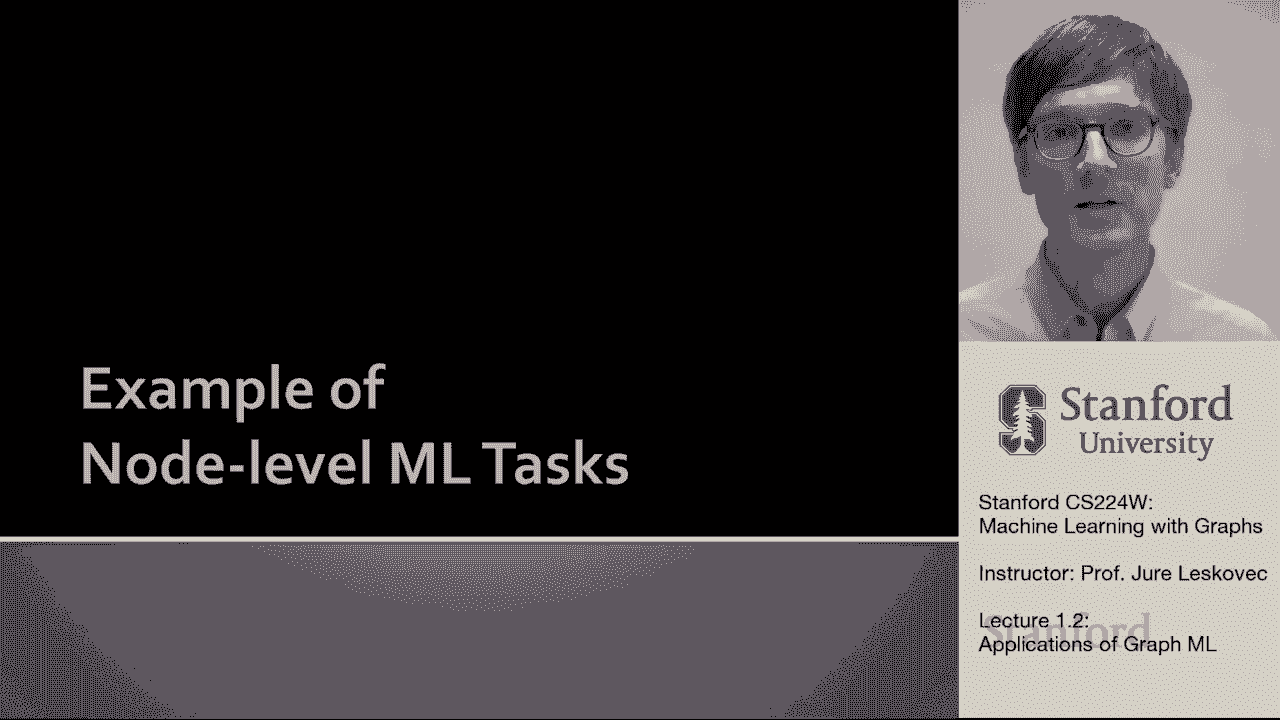 Example of
Node-level ML Tasks
Stanford
University
Stanford CS224W:
Machine Learning with Graphs
Instructor: Prof. Jure Leskovec
Lecture 1.2:
Stanford
Applications of Graph ML